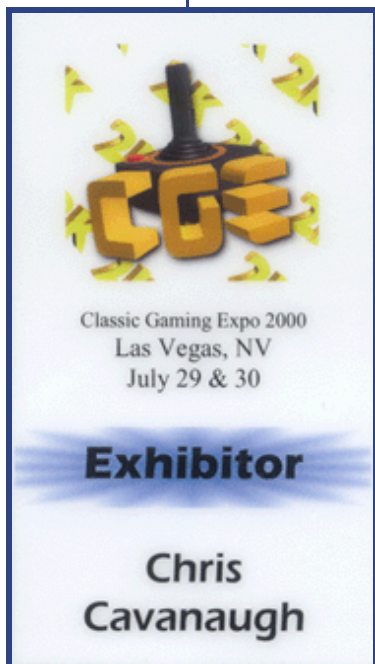 CGE
Classic Gaming Expo 2000
Las Vegas, NV
July 29 & 30
Exhibitor
Chris
Cavanaugh